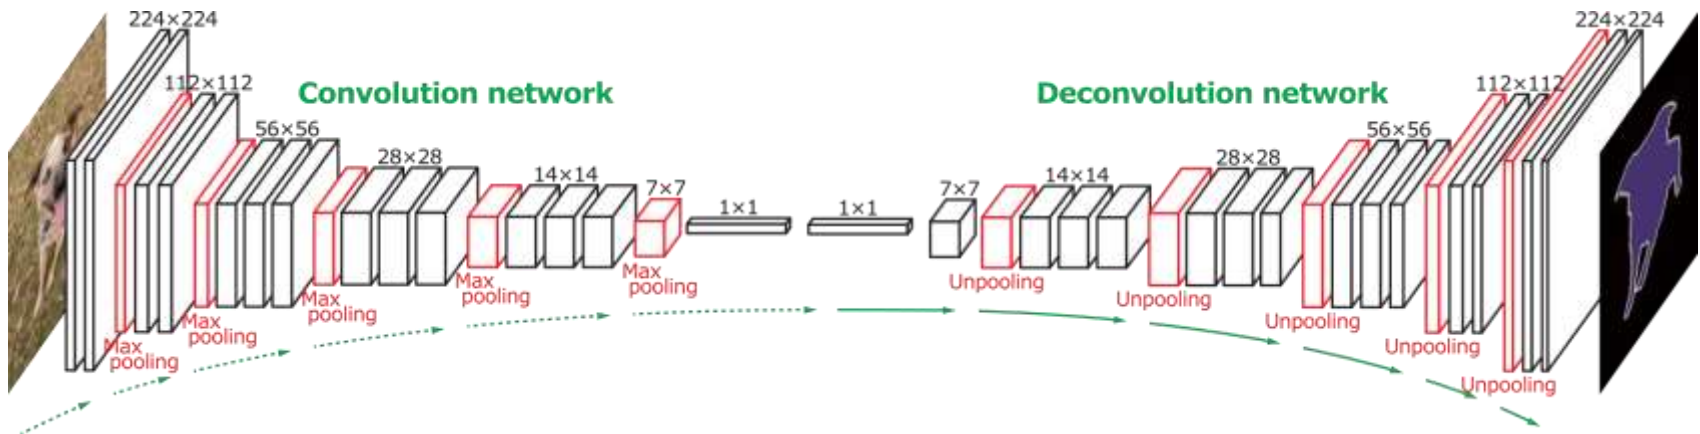 224×224
112×112
Convolution network
56×56
28×28
14×14
7×7
1×1
Max
pooling
Max
pooling
Max
pooling
Max
pooling
Max
pooling
Deconvolution network
1×1
7×7
14×14
28×28
56×56
112×112
224×224
Unpooling
Unpooling
Unpooling
Unpooling
Unpooling